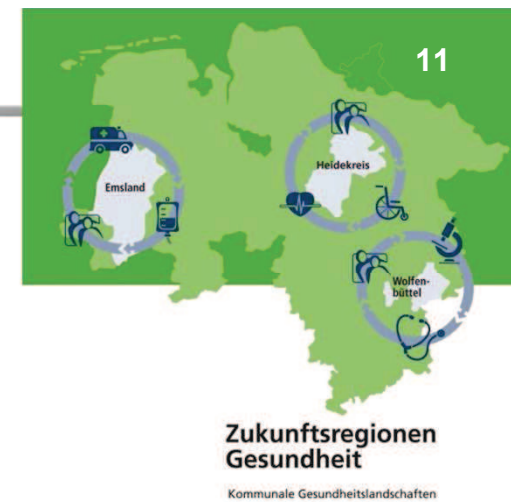 11
Emsland
Heidekreis
Wolfen-
büttel
Zukunftsregionen
Gesundheit
Kommunale Gesundheitslandschaften